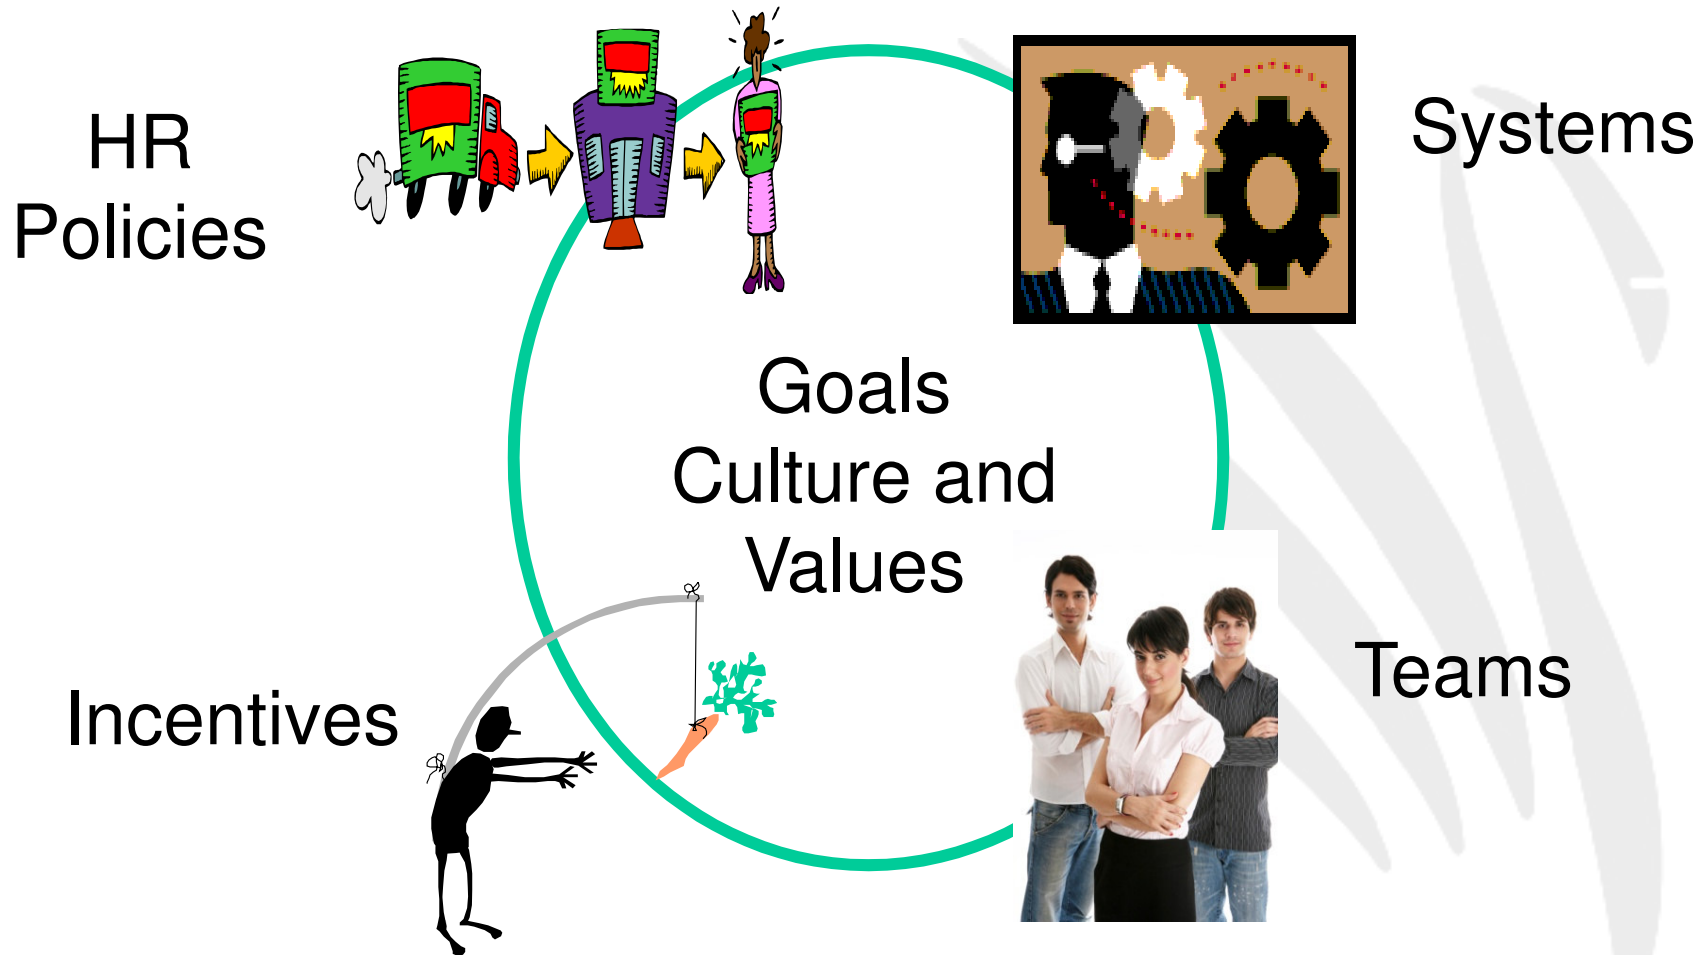 HR
Policies
Systems
Goals
Culture and
Values
Incentives
Teams